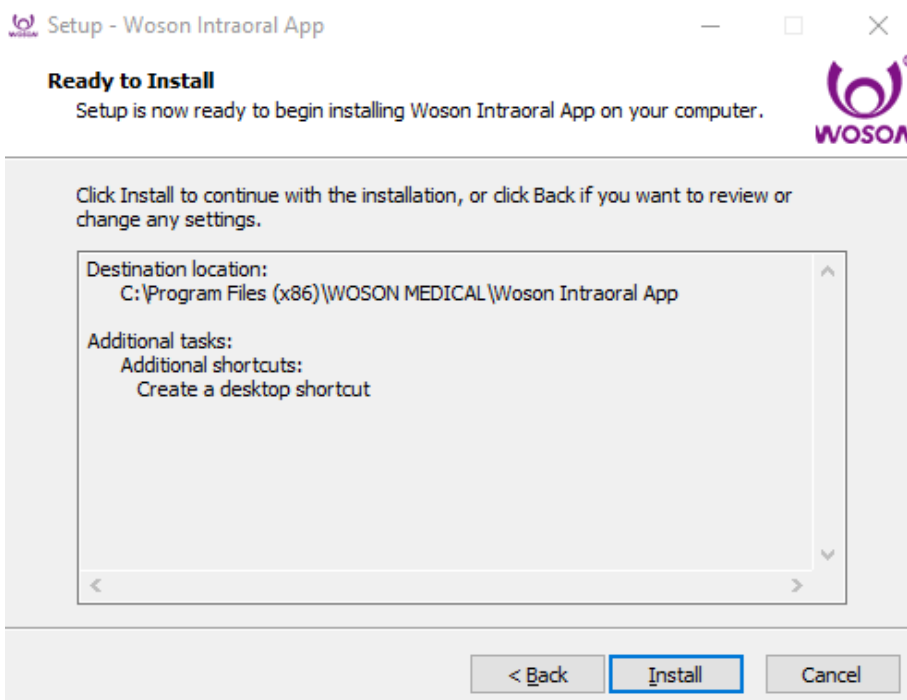 Setup - Woson Intraoral App
Ready to Install
Setup is now ready to begin installing Woson Intraoral App on your computer.
WOSON
Click Install to continue with the installation, or click Back if you want to review or
change any settings.
Destination location:
C:\Program Files (x86)\WOSON MEDICAL\Woson Intraoral App
Additional tasks:
Additional shortcuts:
Create a desktop shortcut
< Back
Install
Cancel